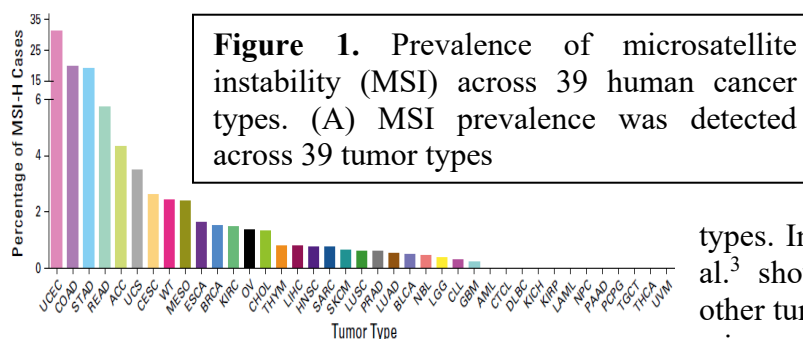 Figure 1. Prevalence of microsatellite
instability (MSI) across 39 human cancer
types. (A) MSI prevalence was detected
across 39 tumor types
Percentage of MSI-H Cases
35
25
15
6
4
2
0
UCEC COAD STAD READ ACC UCS CESC WT MESO ESCA BRCA KIRC OV CHOL THYM LIHC HNSC SARC SKCM LUSC PRAD LUAD BLCA NBL LGG CLL GBM AML CTCL DLBC KICH KIRP LAML NPC PAAD PCPG TGCT THCA UVM
Tumor Type
types. In
al.3 sho
other tun